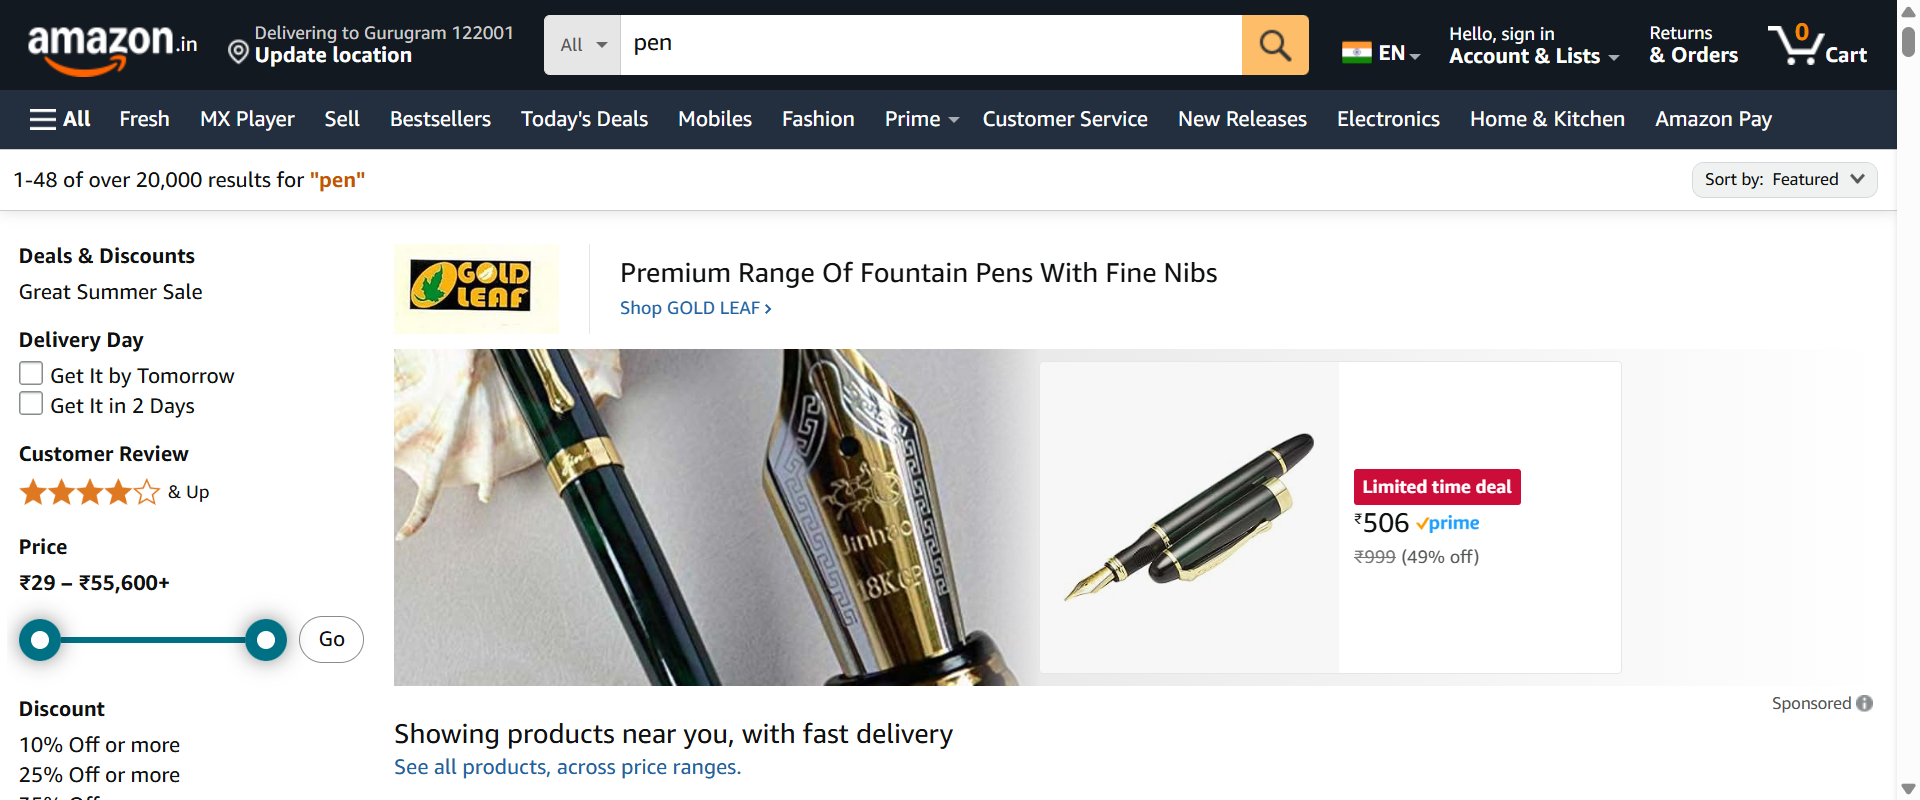 amazon.in
Delivering to Gurugram 122001
Update location
All
pen
EN
Hello, sign in
Account & Lists
Returns
& Orders
0
Cart
All
Fresh
MX Player
Sell
Bestsellers
Today's Deals
Mobiles
Fashion
Prime
Customer Service
New Releases
Electronics
Home & Kitchen
Amazon Pay
1-48 of over 20,000 results for "pen"
Sort by: Featured
Deals & Discounts
Great Summer Sale
Delivery Day
Get It by Tomorrow
Get It in 2 Days
Customer Review
& Up
Price
₹29 – ₹55,600+
Go
Discount
10% Off or more
25% Off or more
GOLD
LEAF
Premium Range Of Fountain Pens With Fine Nibs
Shop GOLD LEAF ›
Jinhao
18KGP
Limited time deal
₹506 prime
₹999 (49% off)
Sponsored
Showing products near you, with fast delivery
See all products, across price ranges.